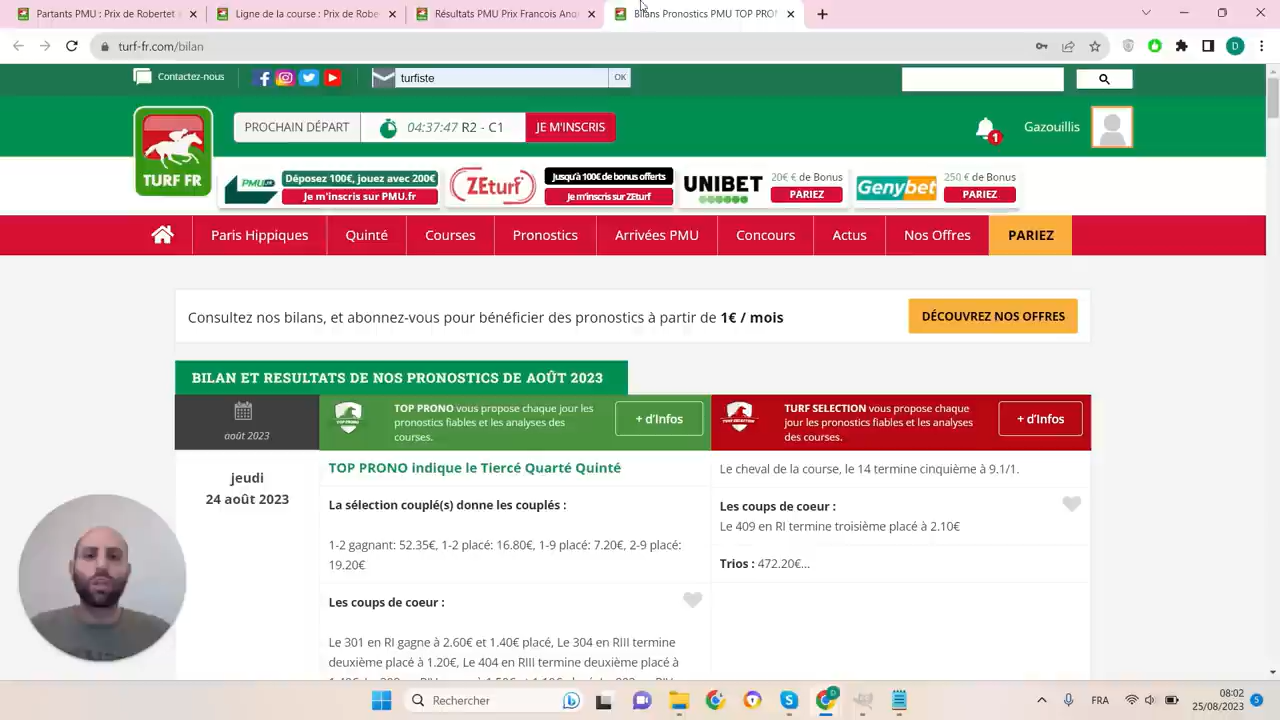 Partants PMU : Prix de Robertet
Ligne de la course : Prix de Rober
Résultats PMU Prix Francois And
Bilans Pronostics PMU TOP PRON
turf-fr.com/bilan
D
Contactez-nous
turfiste
OK
PROCHAIN DÉPART
04:37:47 R2 - C1
JE M'INSCRIS
1
Gazouillis
TURF FR
PMU.fr
Déposez 100€, jouez avec 200€
Je m'inscris sur PMU.fr
ZEturf
Jusqu'à 100€ de bonus offerts
Je m'inscris sur ZEturf
UNIBET
20€ € de Bonus
PARIEZ
Genybet
250 € de Bonus
PARIEZ
Paris Hippiques
Quinté
Courses
Pronostics
Arrivées PMU
Concours
Actus
Nos Offres
PARIEZ
Consultez nos bilans, et abonnez-vous pour bénéficier des pronostics à partir de 1€ / mois
DÉCOUVREZ NOS OFFRES
BILAN ET RESULTATS DE NOS PRONOSTICS DE AOÛT 2023
août 2023
TOP PRONO
TOP PRONO vous propose chaque jour les
pronostics fiables et les analyses des
courses.
+ d'Infos
TURF SELECTION
TURF SELECTION vous propose chaque
jour les pronostics fiables et les analyses
des courses.
+ d'Infos
jeudi
24 août 2023
TOP PRONO indique le Tiercé Quarté Quinté
La sélection couplé(s) donne les couplés :
1-2 gagnant: 52.35€, 1-2 placé: 16.80€, 1-9 placé: 7.20€, 2-9 placé:
19.20€
Les coups de coeur :
Le 301 en RI gagne à 2.60€ et 1.40€ placé, Le 304 en RIII termine
deuxième placé à 1.20€, Le 404 en RIII termine deuxième placé à
Le cheval de la course, le 14 termine cinquième à 9.1/1.
Les coups de coeur :
Le 409 en RI termine troisième placé à 2.10€
Trios : 472.20€...
Rechercher
FRA
08:02
25/08/2023
5